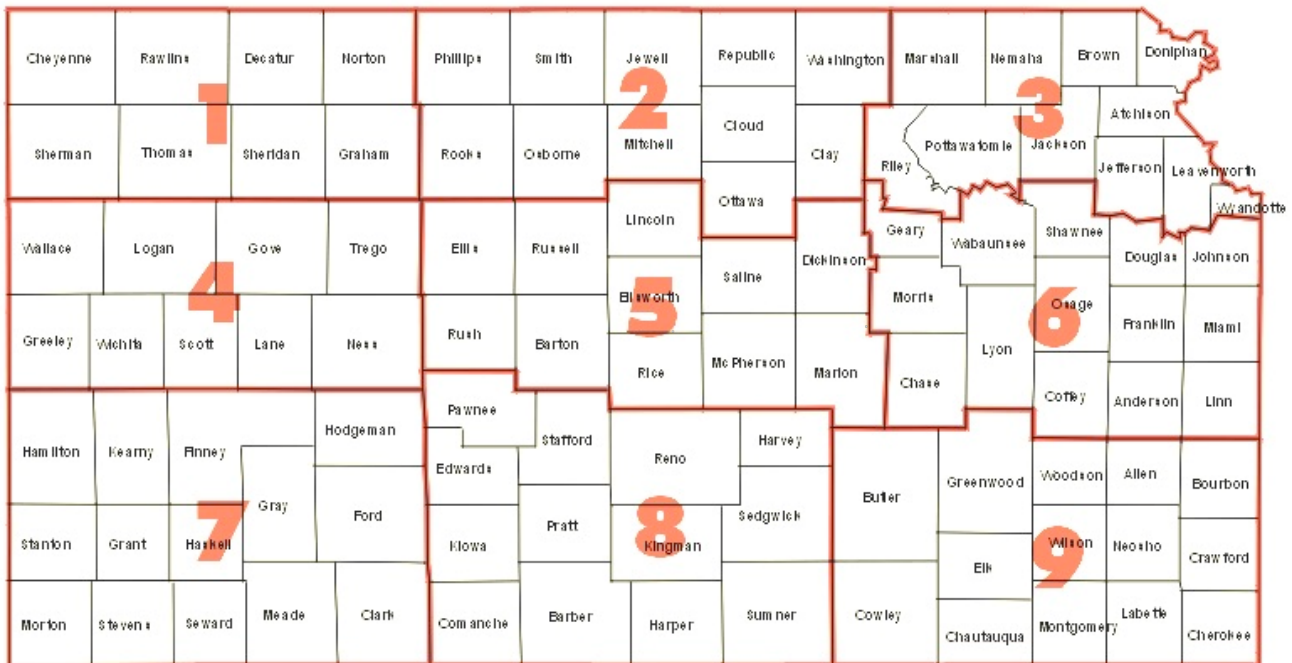 Cheyenne Rawlins Decatur Norton Phillips Smith Jewell Republic Washington Marshall Nemaha Brown Doniphan
1 2 3
Sherman Thomas Sheridan Graham Rooks Osborne Mitchell Cloud Clay Riley Pottawatomie Jackson Atchison
Jefferson Leavenworth
Ottawa Wyandotte
Wallace Logan Gove Trego Ellis Russell Lincoln Saline Dickinson Geary Wabaunsee Shawnee Douglas Johnson
4 5 6
Greeley Wichita Scott Lane Ness Rush Barton Ellsworth Morris Osage Franklin Miami
Rice Mc Pherson Marion Chase Lyon Coffey Anderson Linn
Hamilton Kearny Finney Hodgeman Pawnee Stafford Reno Harvey
Edwards Butler Greenwood Woodson Allen Bourbon
7 8 9
Stanton Grant Haskell Gray Ford Kiowa Pratt Kingman Sedgwick Elk Wilson Neosho Crawford
Morton Stevens Seward Meade Clark Comanche Barber Harper Sumner Cowley Chautauqua Montgomery Labette Cherokee